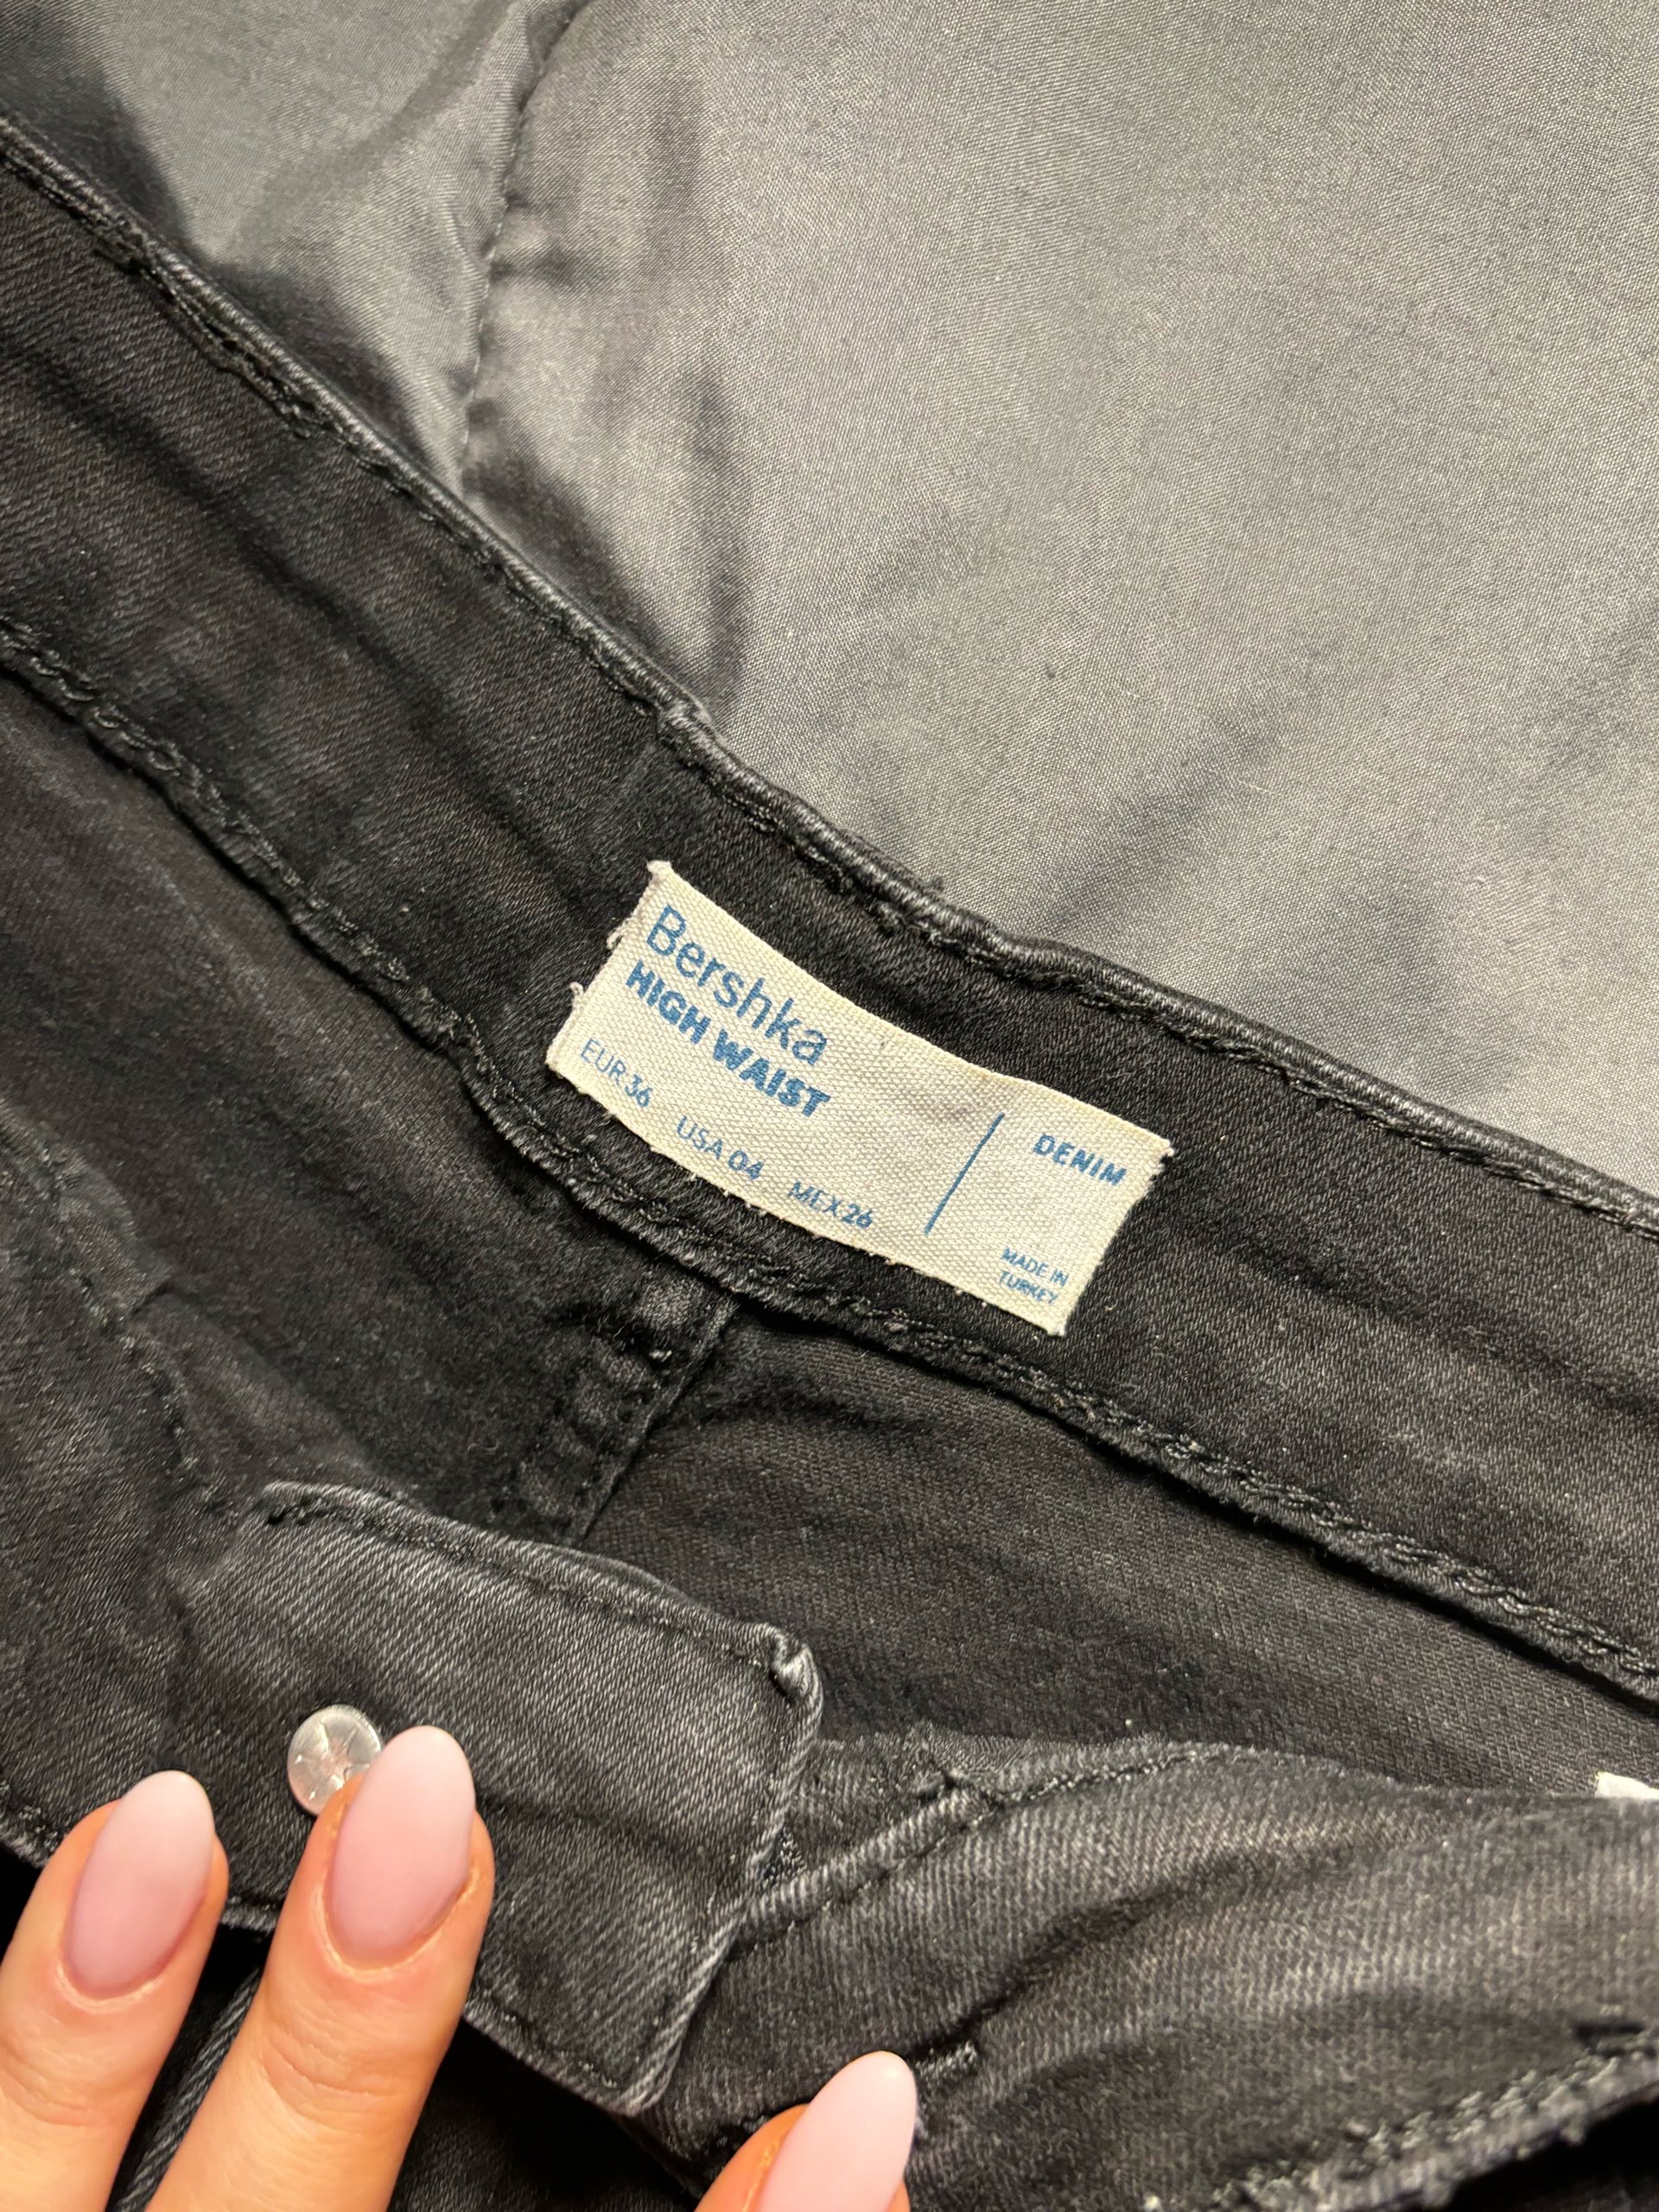 Bershka
HIGH WAIST
EUR 36 USA 04 MEX 26
DENIM
MADE IN
TURKEY